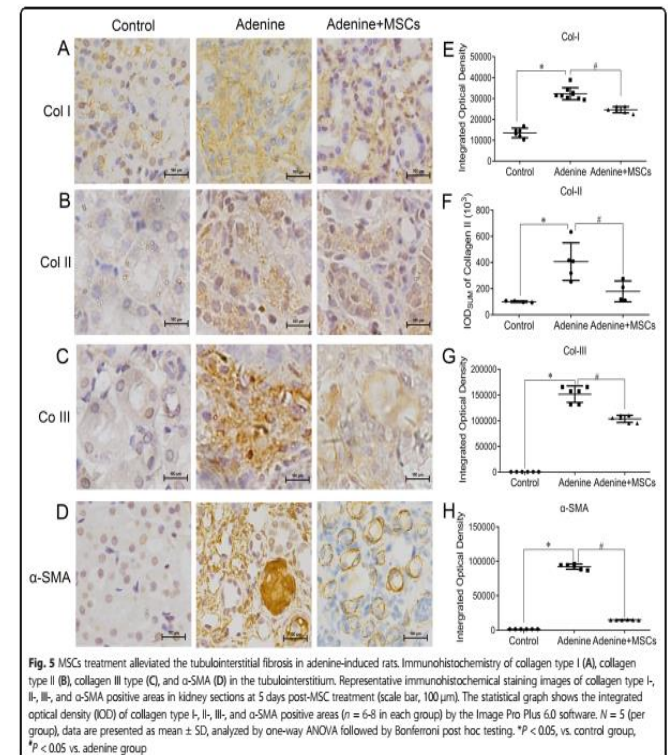 Control Adenine Adenine+MSCs
A
Col I
B
Col II
C
Co III
D
α-SMA
E
Col-I
Integrated Optical Density
50000
40000
30000
20000
10000
0
* #
Control Adenine Adenine+MSCs
F
Col-II
IOD SUM of Collagen II (10³)
800
600
400
200
0
* #
Control Adenine Adenine+MSCs
G
Col-III
Integrated Optical Density
200000
150000
100000
50000
0
* #
Control Adenine Adenine+MSCs
H
α-SMA
Intergrated Optical Density
150000
100000
50000
0
* #
Control Adenine Adenine+MSCs
Fig. 5 MSCs treatment alleviated the tubulointerstitial fibrosis in adenine-induced rats. Immunohistochemistry of collagen type I (A), collagen
type II (B), collagen III type (C), and α-SMA (D) in the tubulointerstitium. Representative immunohistochemical staining images of collagen type I-,
II-, III-, and α-SMA positive areas in kidney sections at 5 days post-MSC treatment (scale bar, 100 μm). The statistical graph shows the integrated
optical density (IOD) of collagen type I-, II-, III-, and α-SMA positive areas (n = 6-8 in each group) by the Image Pro Plus 6.0 software. N = 5 (per
group), data are presented as mean ± SD, analyzed by one-way ANOVA followed by Bonferroni post hoc testing. *P < 0.05, vs. control group,
#P < 0.05 vs. adenine group